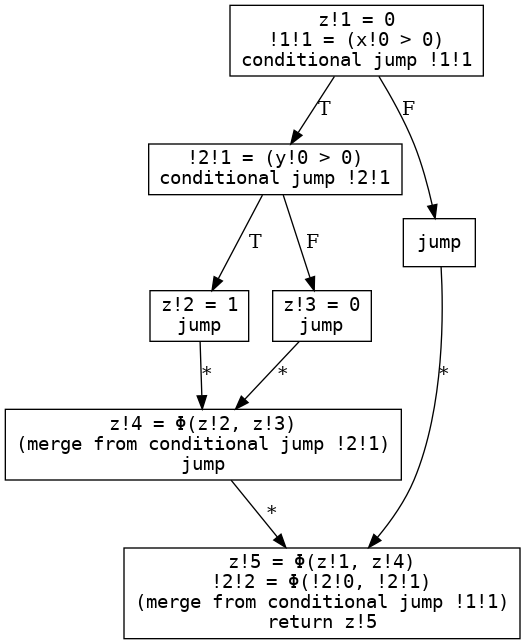 z!1 = 0
!1!1 = (x!0 > 0)
conditional jump !1!1
T
F
!2!1 = (y!0 > 0)
conditional jump !2!1
jump
T
F
z!2 = 1
jump
z!3 = 0
jump
*
*
*
z!4 = Φ(z!2, z!3)
(merge from conditional jump !2!1)
jump
*
z!5 = Φ(z!1, z!4)
!2!2 = Φ(!2!0, !2!1)
(merge from conditional jump !1!1)
return z!5